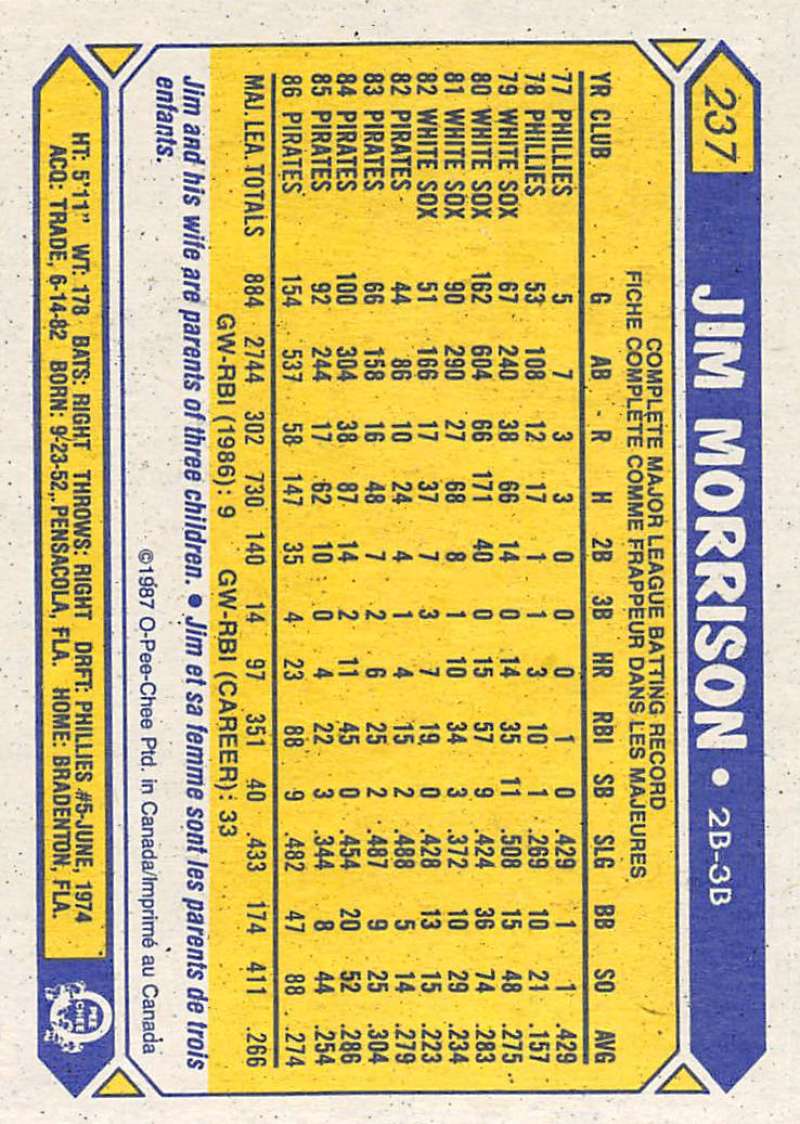 237 JIM MORRISON • 2B-3B
COMPLETE MAJOR LEAGUE BATTING RECORD
FICHE COMPLÈTE COMME FRAPPEUR DANS LES MAJEURES
YR CLUB G AB R H 2B 3B HR RBI SB SLG BB SO AVG
77 PHILLIES 5 7 3 3 0 0 0 1 0 .429 1 1 .429
78 PHILLIES 53 108 12 17 1 1 3 10 1 .269 10 21 .157
79 WHITE SOX 67 240 38 66 14 0 14 35 11 .508 15 48 .275
80 WHITE SOX 162 604 66 171 40 0 15 57 9 .424 36 74 .283
81 WHITE SOX 90 290 27 68 8 1 10 34 3 .372 10 29 .234
82 WHITE SOX 51 166 17 37 7 3 7 19 0 .428 13 15 .223
82 PIRATES 44 86 10 24 4 1 4 15 2 .488 5 14 .279
83 PIRATES 66 158 16 48 7 2 6 25 2 .487 9 25 .304
84 PIRATES 100 304 38 87 14 2 11 45 0 .454 20 52 .286
85 PIRATES 92 244 17 62 10 0 4 22 3 .344 8 44 .254
86 PIRATES 154 537 58 147 35 4 23 88 9 .482 47 88 .274
MAJ. LEA. TOTALS 884 2744 302 730 140 14 97 351 40 .433 174 411 .266
GW-RBI (1986): 9 GW-RBI (CAREER): 33
Jim and his wife are parents of three children. • Jim et sa femme sont les parents de trois
enfants.
©1987 O-Pee-Chee Ptd. in Canada/Imprimé au Canada
HT: 5'11" WT: 178 BATS: RIGHT THROWS: RIGHT DRFT: PHILLIES #5-JUNE, 1974
ACQ: TRADE, 6-14-82 BORN: 9-23-52, PENSACOLA, FLA. HOME: BRADENTON, FLA.
O
PEE
CHEE